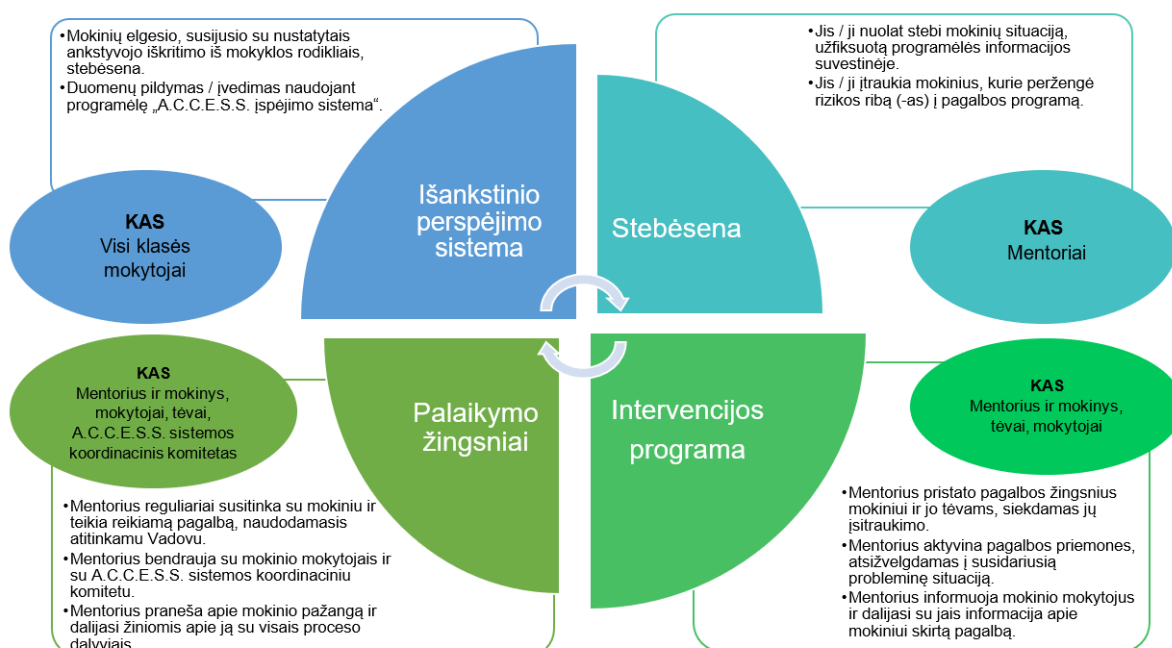 •Mokinių elgesio, susijusio su nustatytais
ankstyvojo iškritimo iš mokyklos rodikliais,
stebėsena.
•Duomenų pildymas / įvedimas naudojant
programėlę „A.C.C.E.S.S. įspėjimo sistema“.
KAS
Visi klasės
mokytojai
Išankstinio
perspėjimo
sistema
•Jis / ji nuolat stebi mokinių situaciją,
užfiksuotą programėlės informacijos
suvestinėje.
•Jis / ji įtraukia mokinius, kurie peržengė
rizikos ribą (-as) į pagalbos programą.
Stebėsena
KAS
Mentoriai
KAS
Mentorius ir mokinys,
mokytojai, tėvai,
A.C.C.E.S.S. sistemos
koordinacinis komitetas
Palaikymo
žingsniai
•Mentorius reguliariai susitinka su mokiniu ir
teikia reikiamą pagalbą, naudodamasis
atitinkamu Vadovu.
•Mentorius bendrauja su mokinio mokytojais ir
su A.C.C.E.S.S. sistemos koordinaciniu
komitetu.
•Mentorius praneša apie mokinio pažangą ir
dalijasi žiniomis apie ją su visais proceso
dalyviais.
Intervencijos
programa
KAS
Mentorius ir mokinys,
tėvai, mokytojai
•Mentorius pristato pagalbos žingsnius
mokiniui ir jo tėvams, siekdamas jų
įsitraukimo.
•Mentorius aktyvina pagalbos priemones,
atsižvelgdamas į susidariusią
probleminę situaciją.
•Mentorius informuoja mokinio mokytojus
ir dalijasi su jais informacija apie
mokiniui skirtą pagalbą.